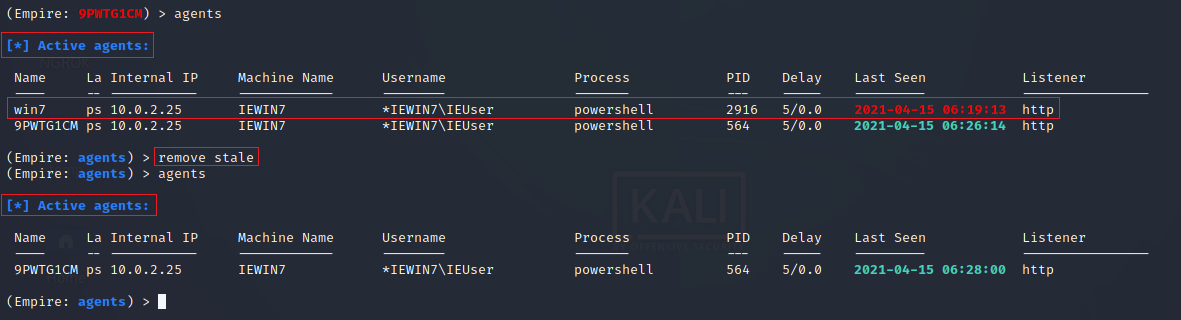 (Empire: 9PWTG1CM) > agents
[*] Active agents:
Name La Internal IP Machine Name Username Process PID Delay Last Seen Listener
win7 ps 10.0.2.25 IEWIN7 *IEWIN7\IEUser powershell 2916 5/0.0 2021-04-15 06:19:13 http
9PWTG1CM ps 10.0.2.25 IEWIN7 *IEWIN7\IEUser powershell 564 5/0.0 2021-04-15 06:26:14 http
(Empire: agents) > remove stale
(Empire: agents) > agents
[*] Active agents:
KALI
Name La Internal IP Machine Name Username Process PID Delay Last Seen Listener
9PWTG1CM ps 10.0.2.25 IEWIN7 *IEWIN7\IEUser powershell 564 5/0.0 2021-04-15 06:28:00 http
(Empire: agents) >